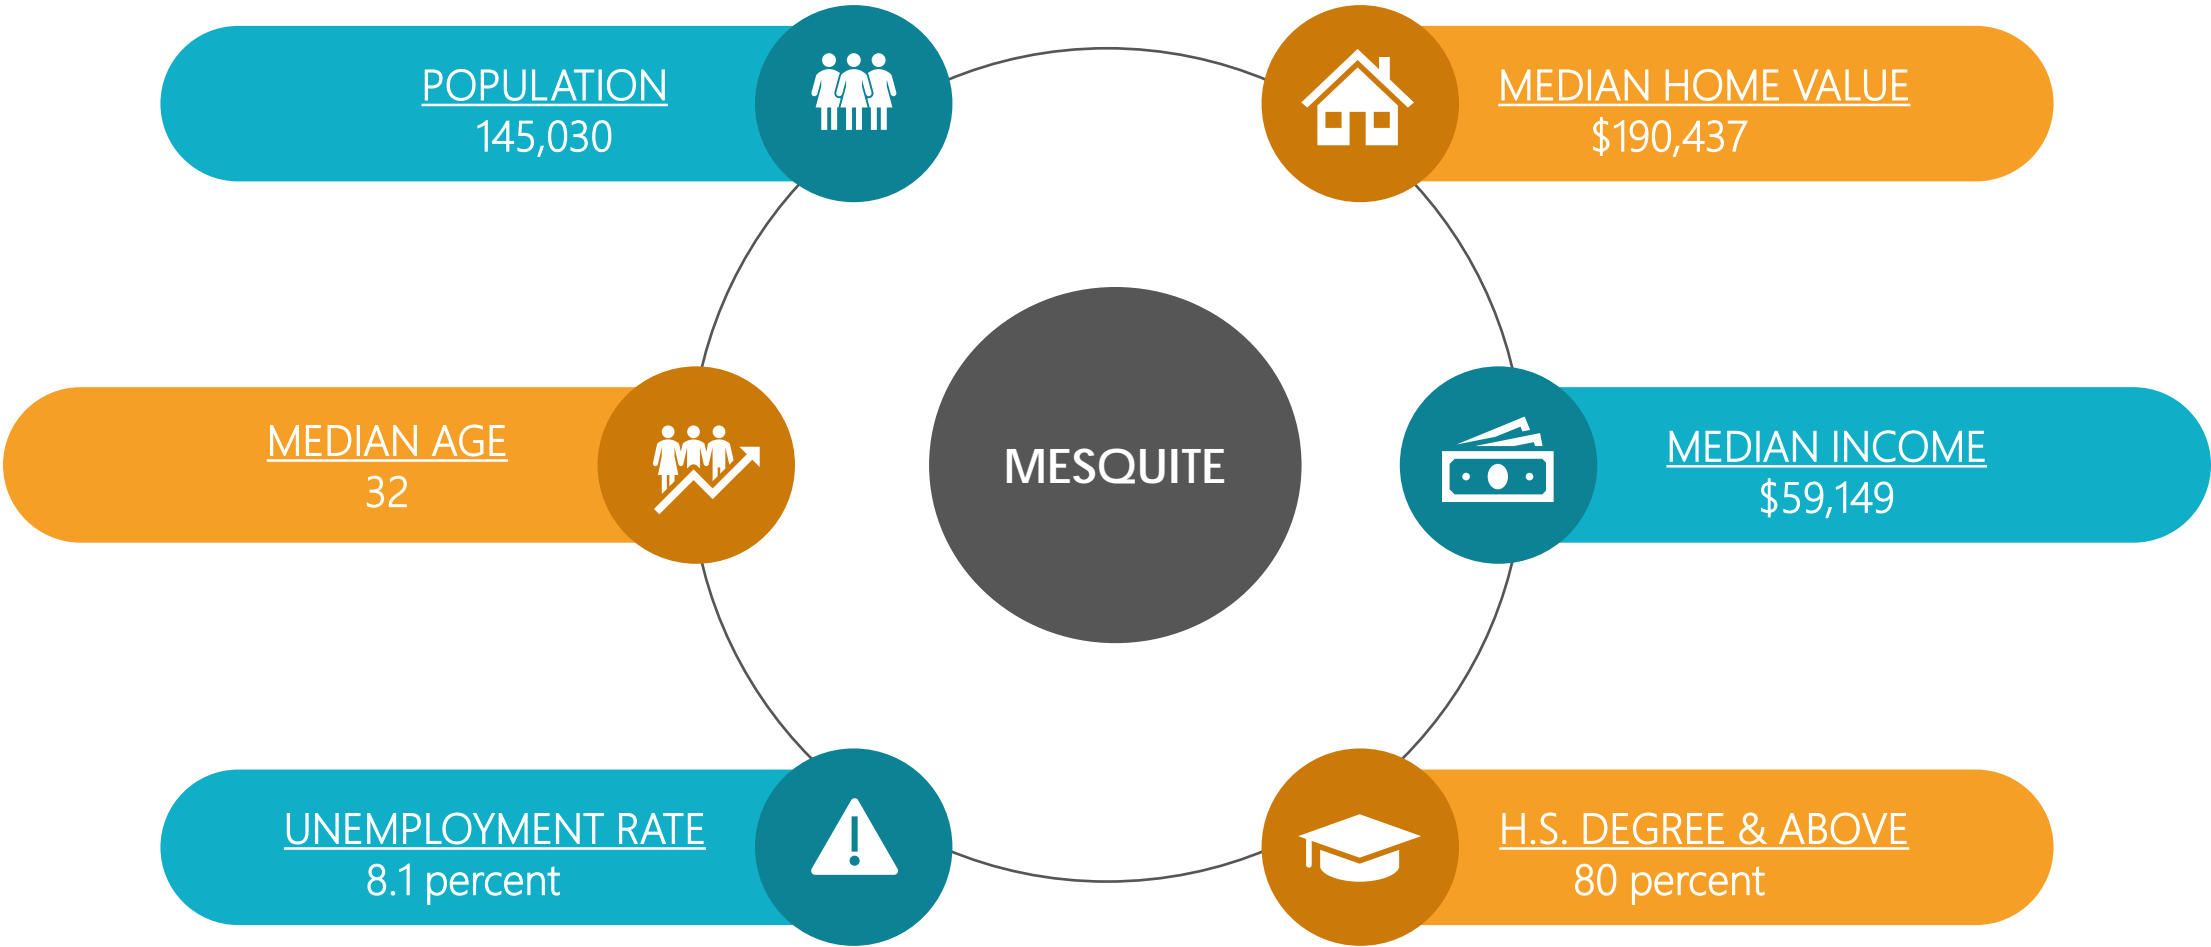 POPULATION
145,030
MEDIAN HOME VALUE
$190,437
MEDIAN AGE
32
MESQUITE
MEDIAN INCOME
$59,149
UNEMPLOYMENT RATE
8.1 percent
H.S. DEGREE & ABOVE
80 percent